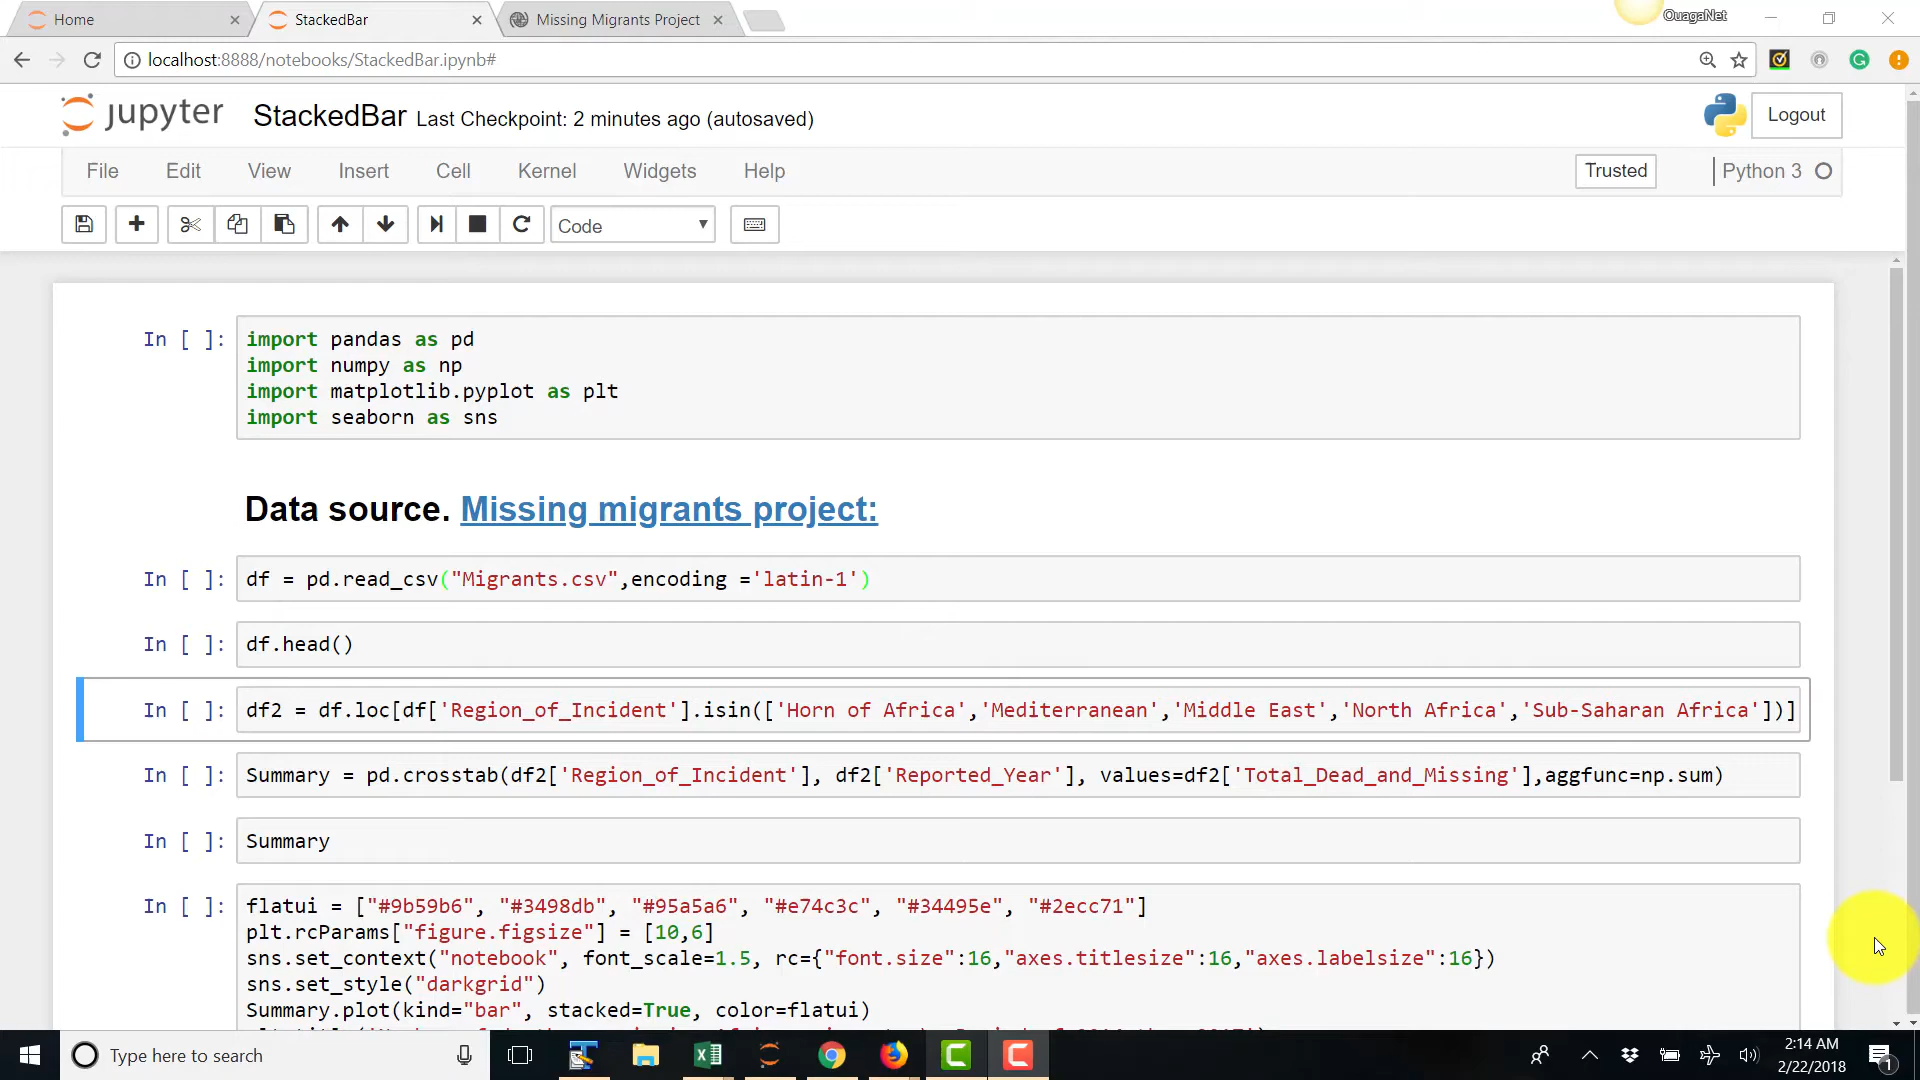 Home
StackedBar
Missing Migrants Project
OuagaNet
localhost:8888/notebooks/StackedBar.ipynb#
jupyter StackedBar Last Checkpoint: 2 minutes ago (autosaved)
Logout
File Edit View Insert Cell Kernel Widgets Help
Trusted
Python 3
Code
In [ ]: import pandas as pd
import numpy as np
import matplotlib.pyplot as plt
import seaborn as sns
Data source. Missing migrants project:
In [ ]: df = pd.read_csv("Migrants.csv",encoding ='latin-1')
In [ ]: df.head()
In [ ]: df2 = df.loc[df['Region_of_Incident'].isin(['Horn of Africa','Mediterranean','Middle East','North Africa','Sub-Saharan Africa'])]
In [ ]: Summary = pd.crosstab(df2['Region_of_Incident'], df2['Reported_Year'], values=df2['Total_Dead_and_Missing'],aggfunc=np.sum)
In [ ]: Summary
In [ ]: flatui = ["#9b59b6", "#3498db", "#95a5a6", "#e74c3c", "#34495e", "#2ecc71"]
plt.rcParams["figure.figsize"] = [10,6]
sns.set_context("notebook", font_scale=1.5, rc={"font.size":16,"axes.titlesize":16,"axes.labelsize":16})
sns.set_style("darkgrid")
Summary.plot(kind="bar", stacked=True, color=flatui)
Type here to search
2:14 AM
2/22/2018
1